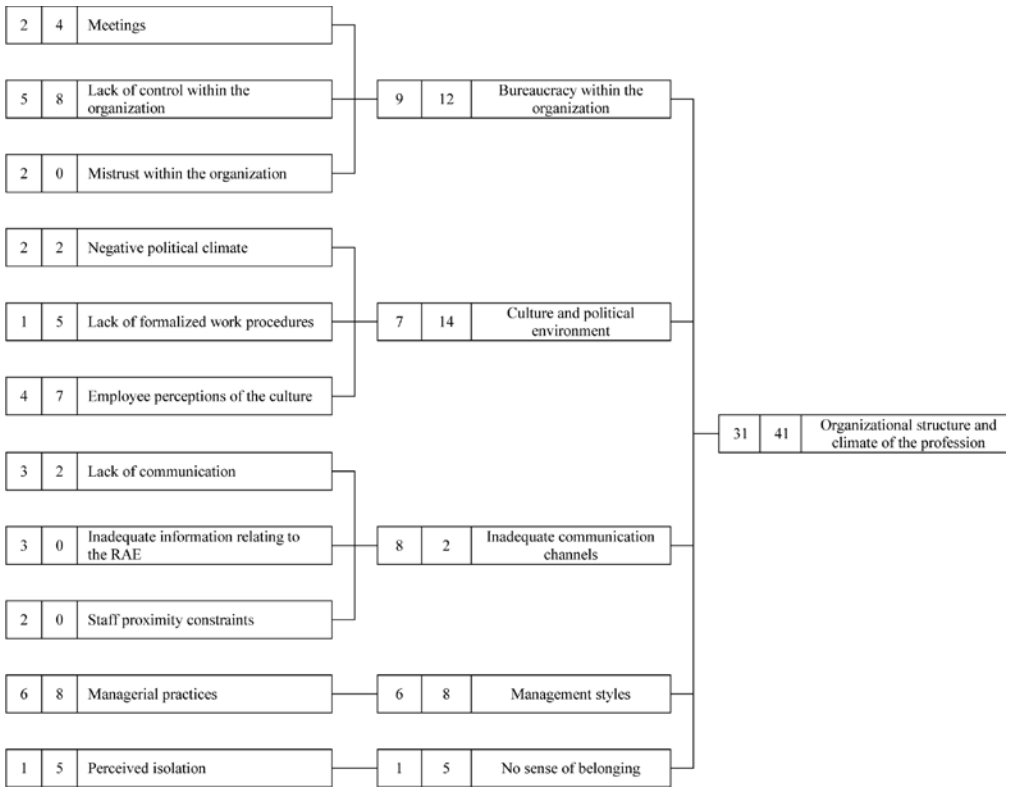 2 4 Meetings
5 8 Lack of control within the
organization
9 12 Bureaucracy within the
organization
2 0 Mistrust within the organization
2 2 Negative political climate
1 5 Lack of formalized work procedures
7 14 Culture and political
environment
4 7 Employee perceptions of the culture
31 41 Organizational structure and
climate of the profession
3 2 Lack of communication
3 0 Inadequate information relating to
the RAE
8 2 Inadequate communication
channels
2 0 Staff proximity constraints
6 8 Managerial practices
6 8 Management styles
1 5 Perceived isolation
1 5 No sense of belonging